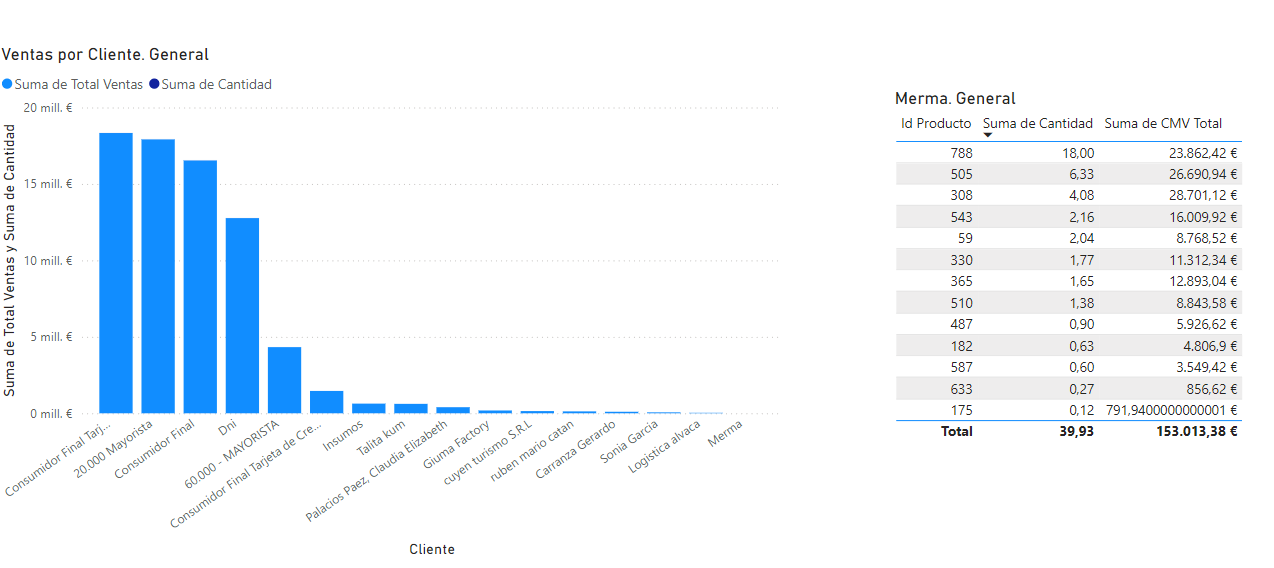 Ventas por Cliente. General
Suma de Total Ventas Suma de Cantidad
Suma de Total Ventas y Suma de Cantidad
20 mill. €
15 mill. €
10 mill. €
5 mill. €
0 mill. €
Consumidor Final Tarj...
20.000 Mayorista
Consumidor Final
Dni
60.000 - MAYORISTA
Consumidor Final Tarjeta de Cre...
Insumos
Talita kum
Palacios Paez, Claudia Elizabeth
Giuma Factory
cuyen turismo S.R.L
ruben mario catan
Carranza Gerardo
Sonia Garcia
Logistica alvaca
Merma
Cliente
Merma. General
Id Producto Suma de Cantidad Suma de CMV Total
788 18,00 23.862,42 €
505 6,33 26.690,94 €
308 4,08 28.701,12 €
543 2,16 16.009,92 €
59 2,04 8.768,52 €
330 1,77 11.312,34 €
365 1,65 12.893,04 €
510 1,38 8.843,58 €
487 0,90 5.926,62 €
182 0,63 4.806,9 €
587 0,60 3.549,42 €
633 0,27 856,62 €
175 0,12 791,9400000000001 €
Total 39,93 153.013,38 €